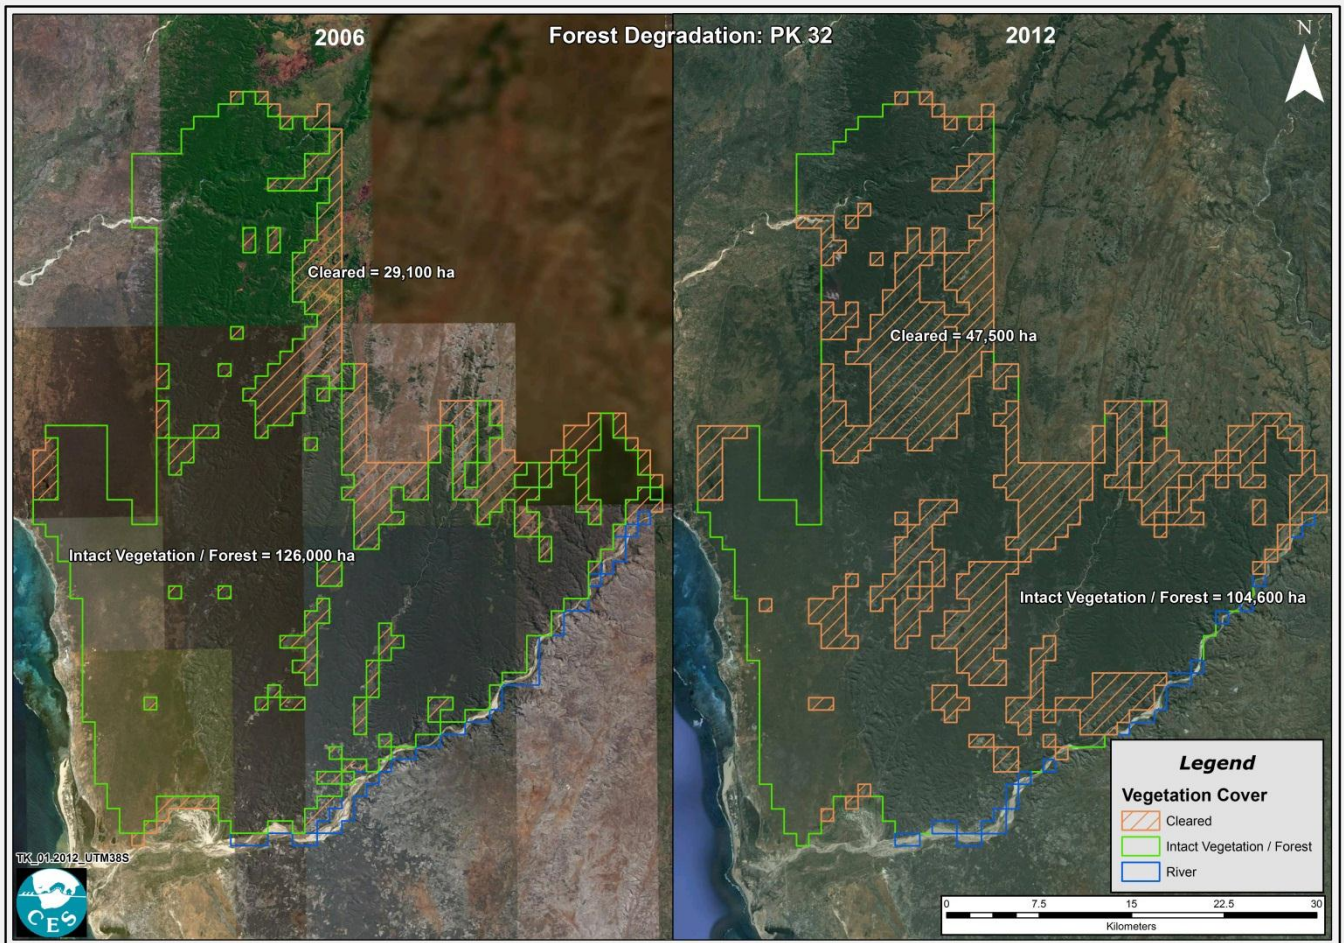 2006
Forest Degradation: PK 32
2012
N
Cleared = 29,100 ha
Cleared = 47,500 ha
Intact Vegetation / Forest = 126,000 ha
Intact Vegetation / Forest = 104,600 ha
Legend
Vegetation Cover
Cleared
Intact Vegetation / Forest
River
TK_01.2012_UTM38S
CES
0 7.5 15 22.5 30
Kilometers